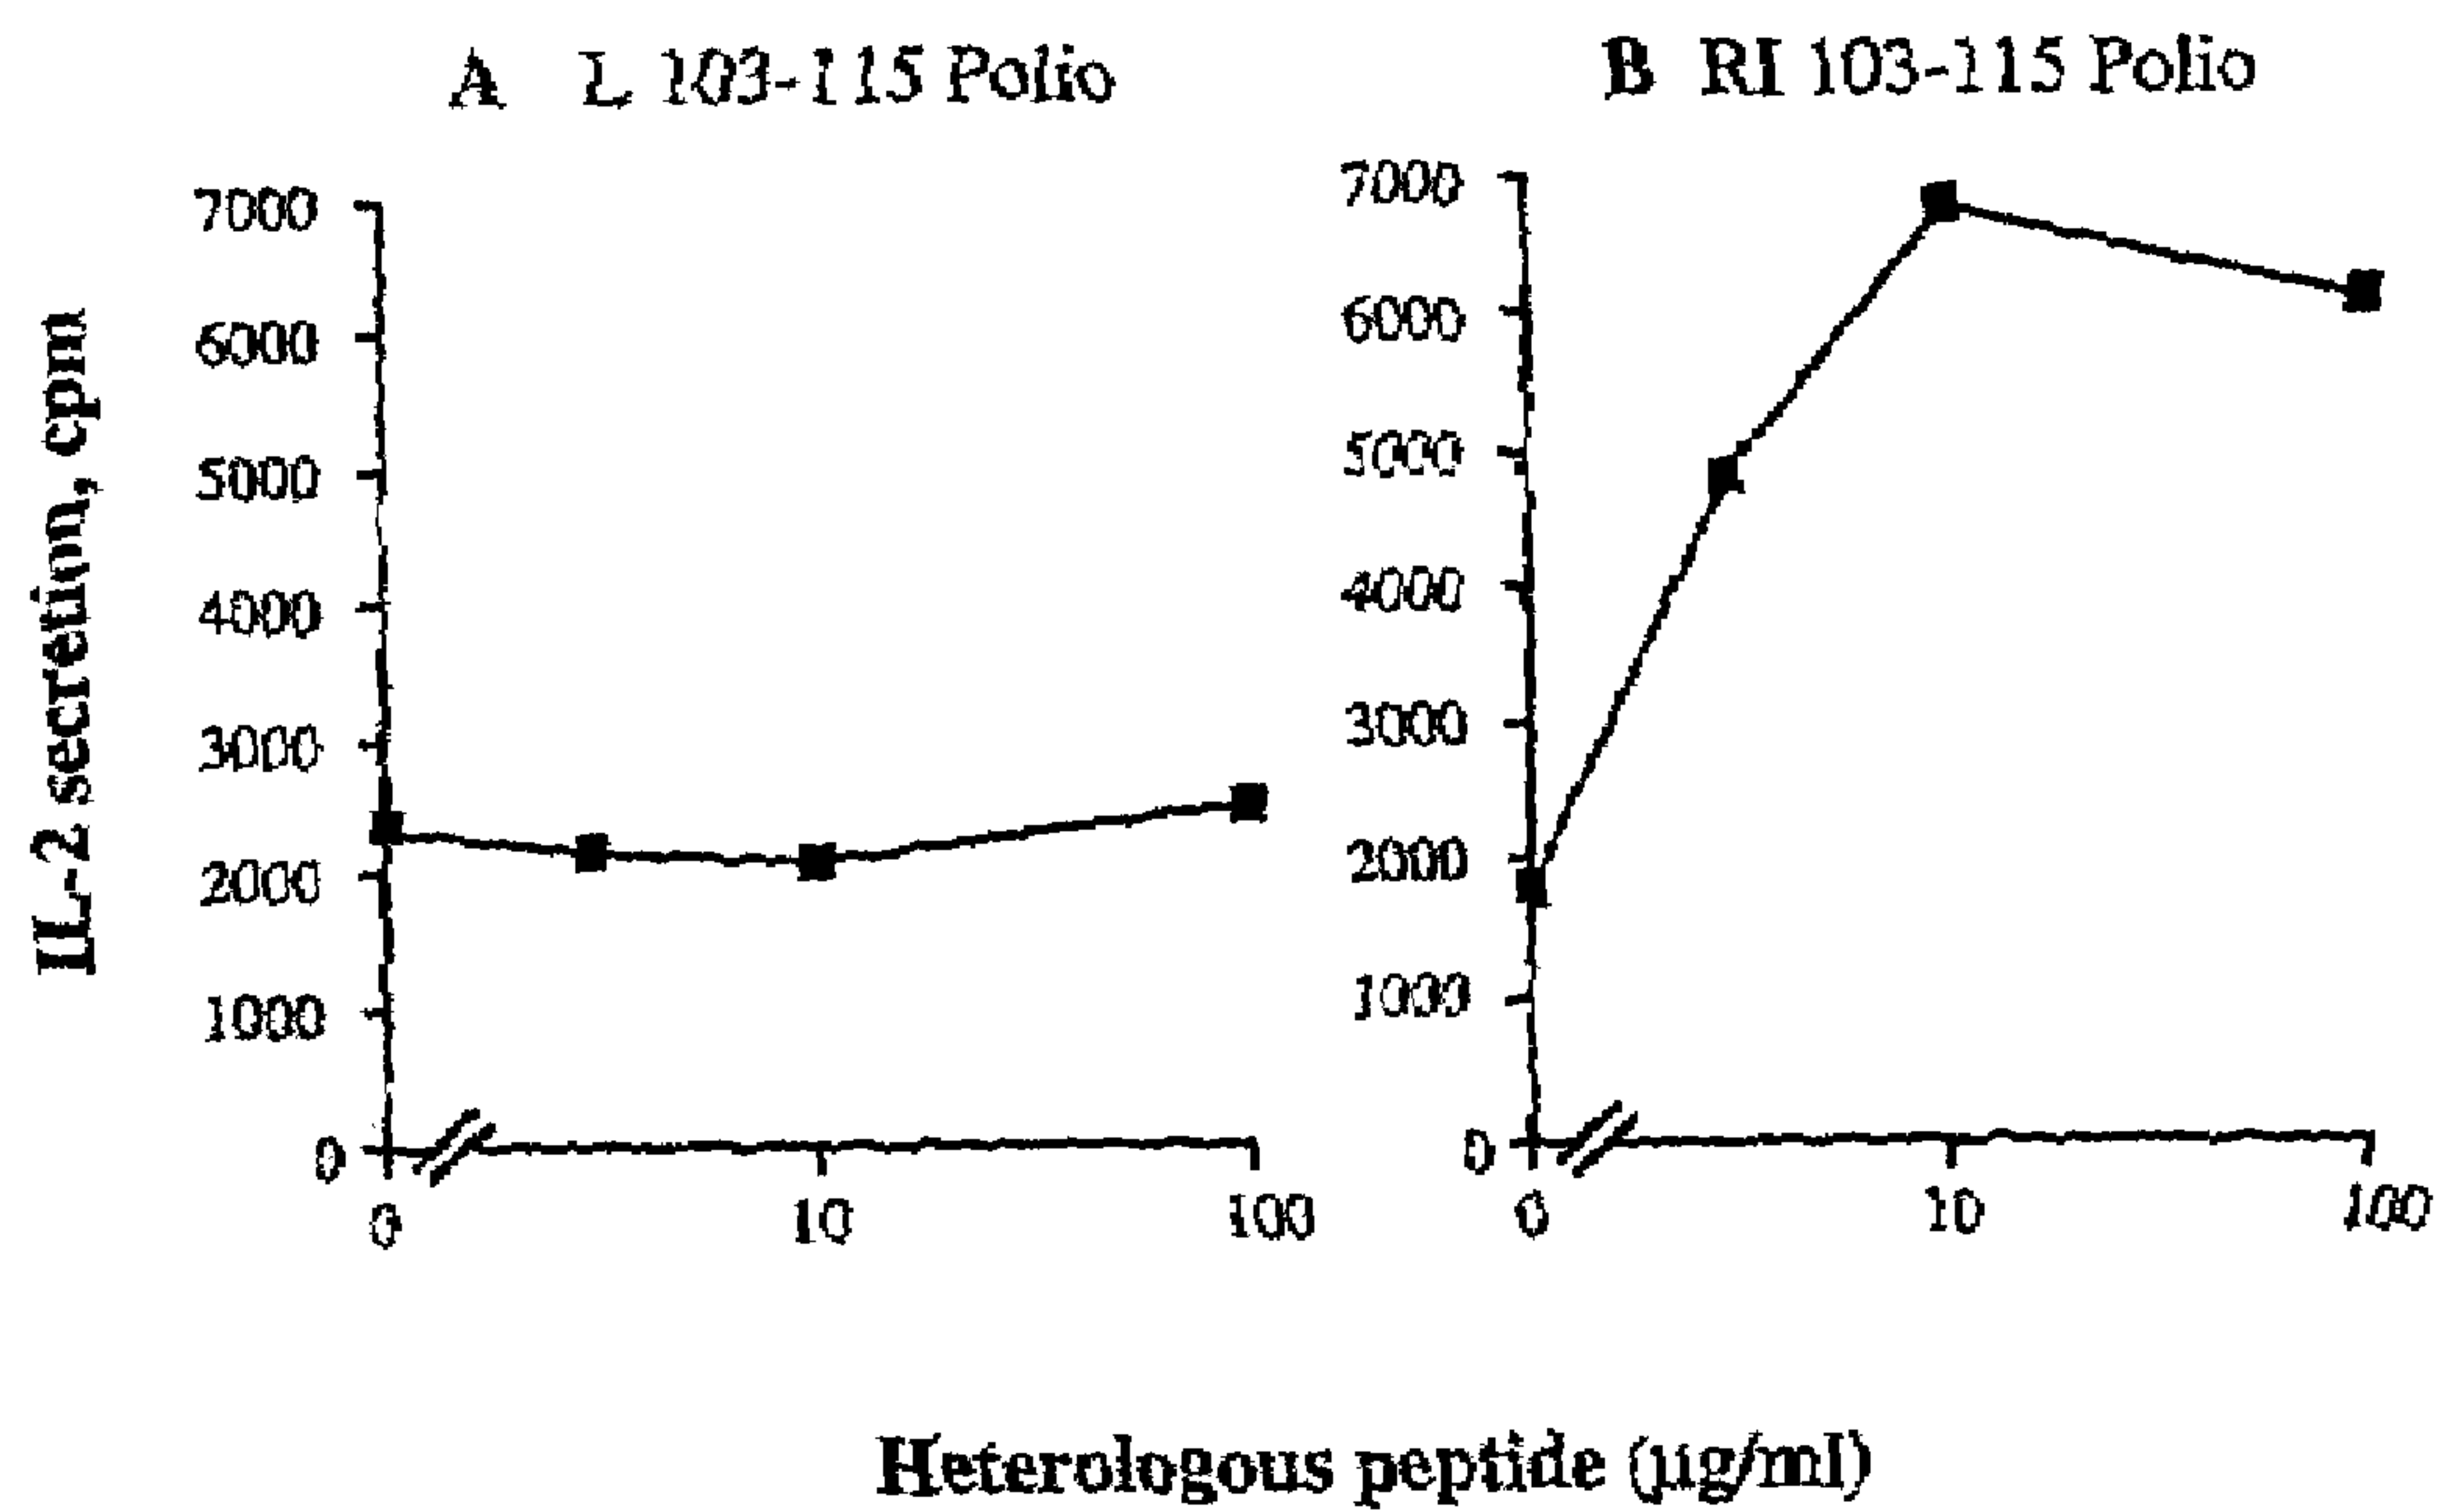 A L 103-115 Polio
B RI 103-115 Polio
IL-2 secretion, cpm
7000
6000
5000
4000
3000
2000
1000
0
0 10 100
7000
6000
5000
4000
3000
2000
1000
0
0 10 100
Heterologous peptide (μg/ml)